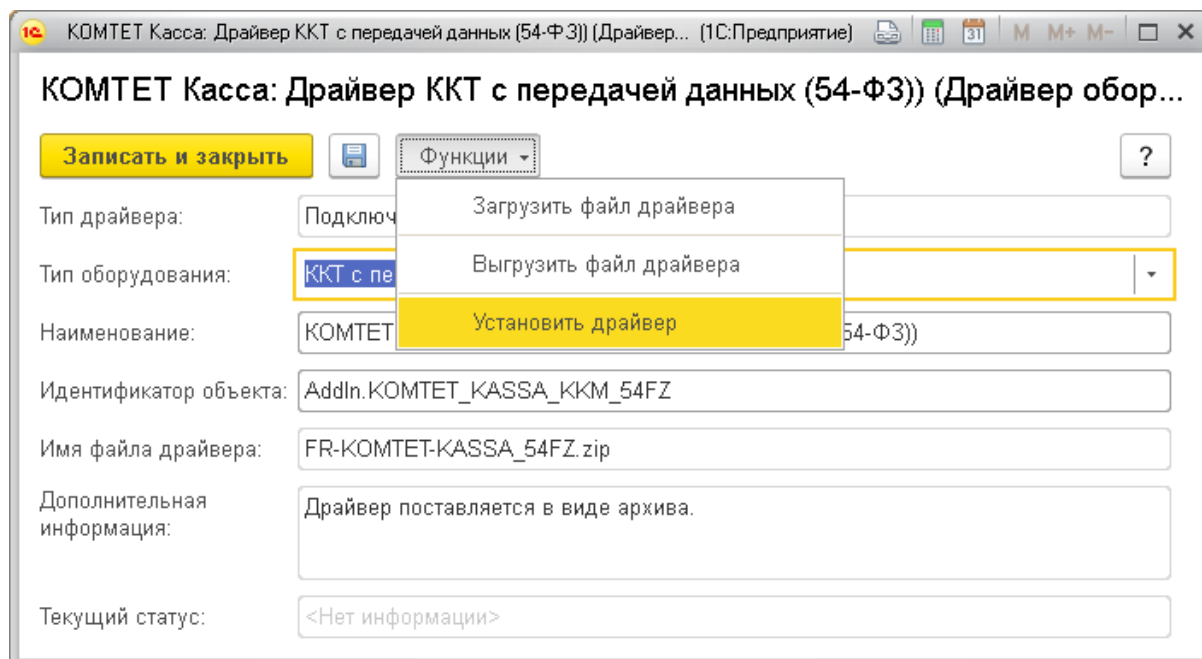 1С КОМТЕТ Касса: Драйвер ККТ с передачей данных (54-ФЗ)) (Драйвер... (1С:Предприятие) 31 M M+ M-
КОМТЕТ Касса: Драйвер ККТ с передачей данных (54-ФЗ)) (Драйвер обор...
Записать и закрыть Функции ?
Тип драйвера: Подключ
Загрузить файл драйвера
Тип оборудования: ККТ с пе
Выгрузить файл драйвера
Установить драйвер
Наименование: КОМТЕТ 54-ФЗ))
Идентификатор объекта: AddIn.KOMTET_KASSA_KKM_54FZ
Имя файла драйвера: FR-KOMTET-KASSA_54FZ.zip
Дополнительная
информация:
Драйвер поставляется в виде архива.
Текущий статус: <Нет информации>